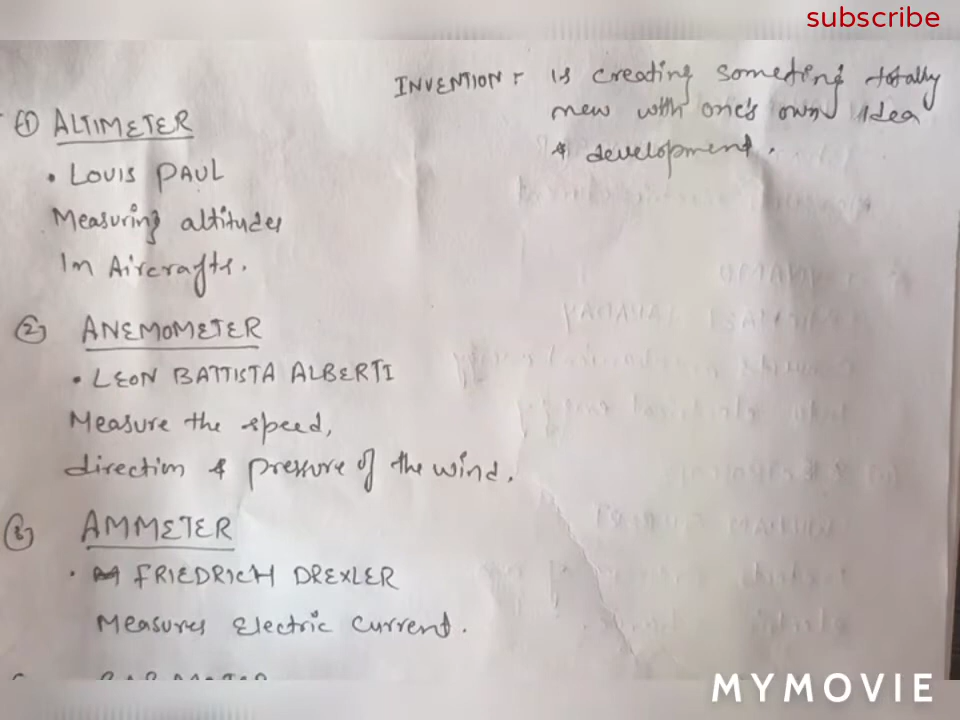 subscribe
INVENTION: is creating someting totally
new with one's own Idea
& development.
① ALTIMETER
• LOUIS PAUL
Measuring altitudes
In Aircrafts.
② ANEMOMETER
• LEON BATTISTA ALBERTI
Measure the speed,
direction & pressure of the wind.
③ AMMETER
• FRIEDRICH DREXLER
Measures Electric Current.
MYMOVIE